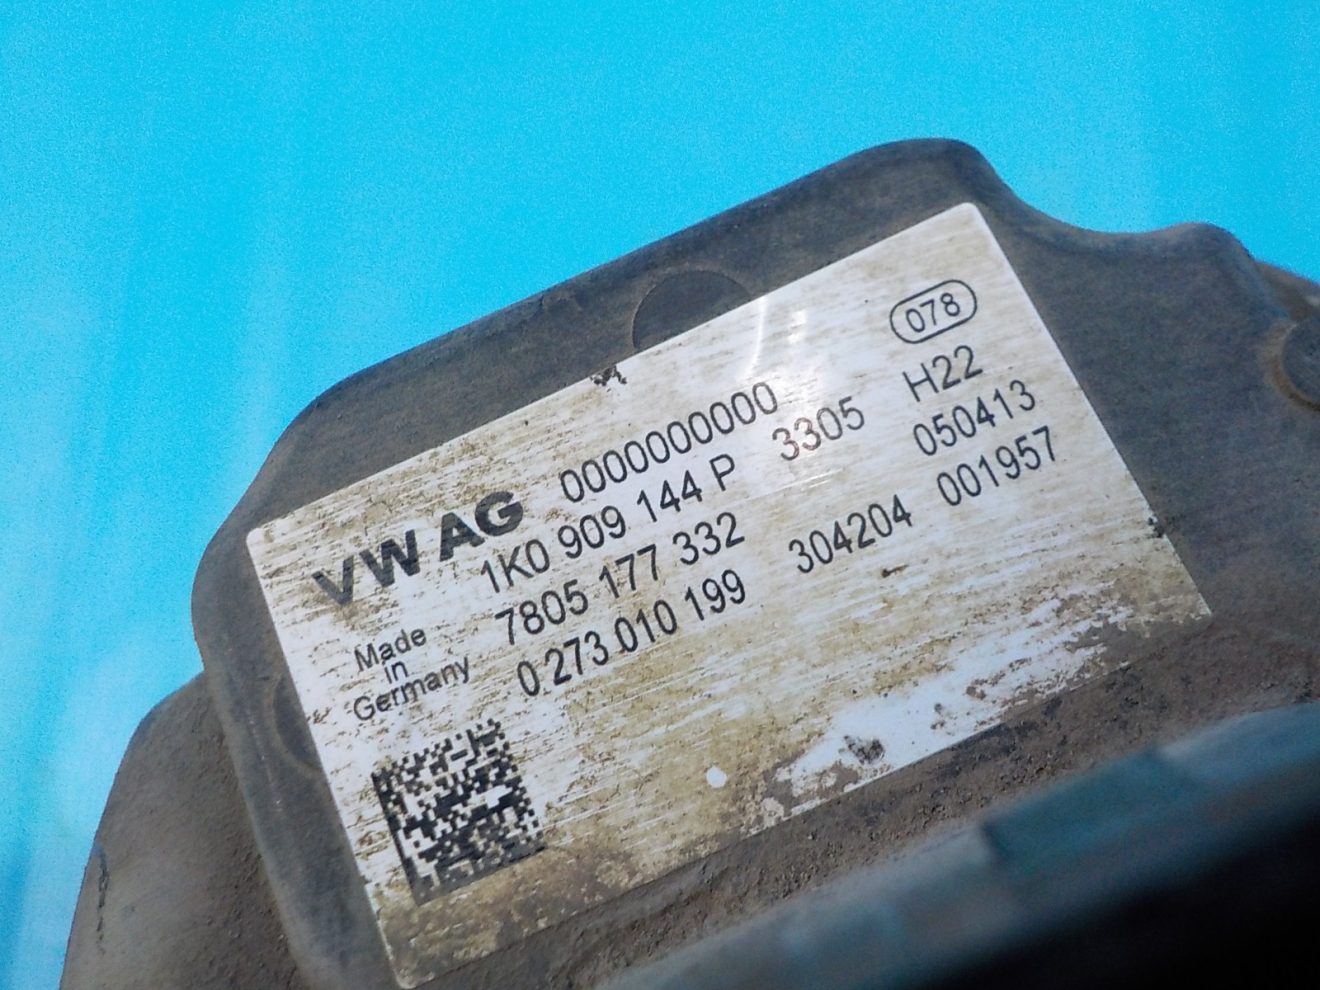 078
VW AG 0000000000
1K0 909 144 P 3305 H22
7805 177 332 050413
0 273 010 199 304204 001957
Made
in
Germany